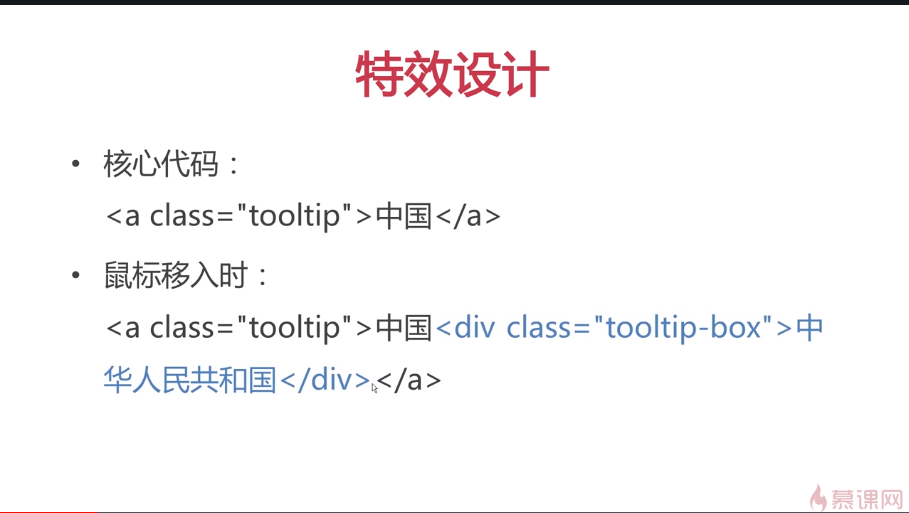 特效设计
• 核心代码：
<a class="tooltip">中国</a>
• 鼠标移入时：
<a class="tooltip">中国<div class="tooltip-box">中
华人民共和国</div></a>
慕课网